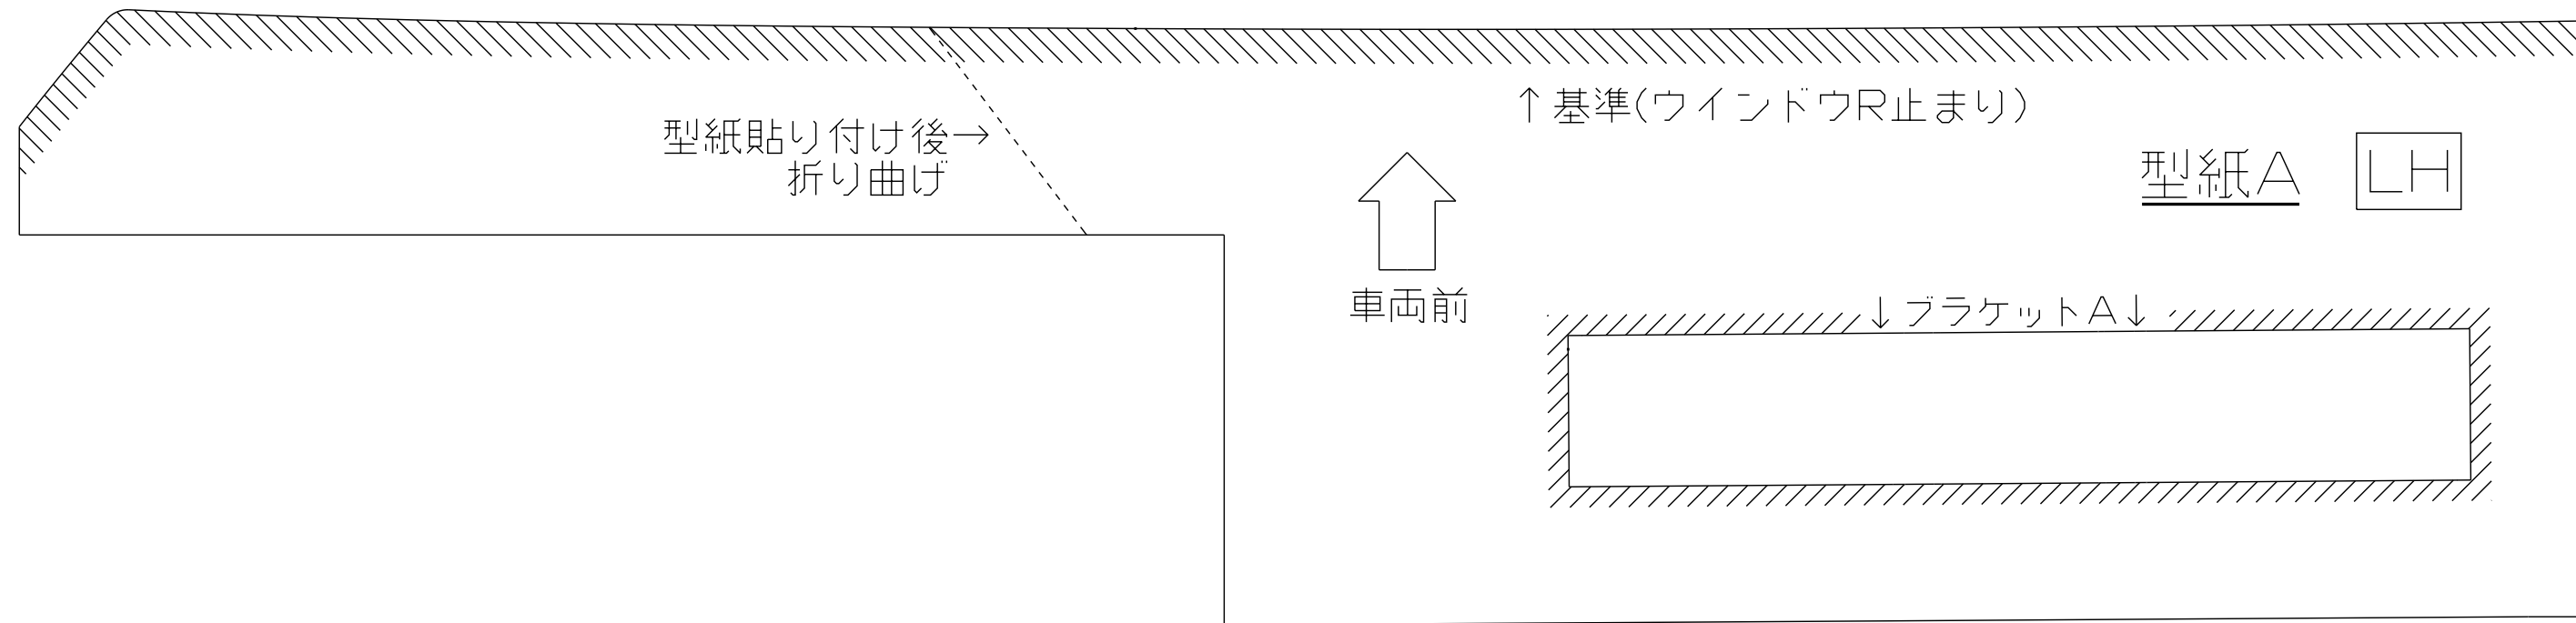 ↑基準(ウインドウR止まり)
型紙貼り付け後→
折り曲げ
型紙A
LH
車両前
↓ブラケットA↓